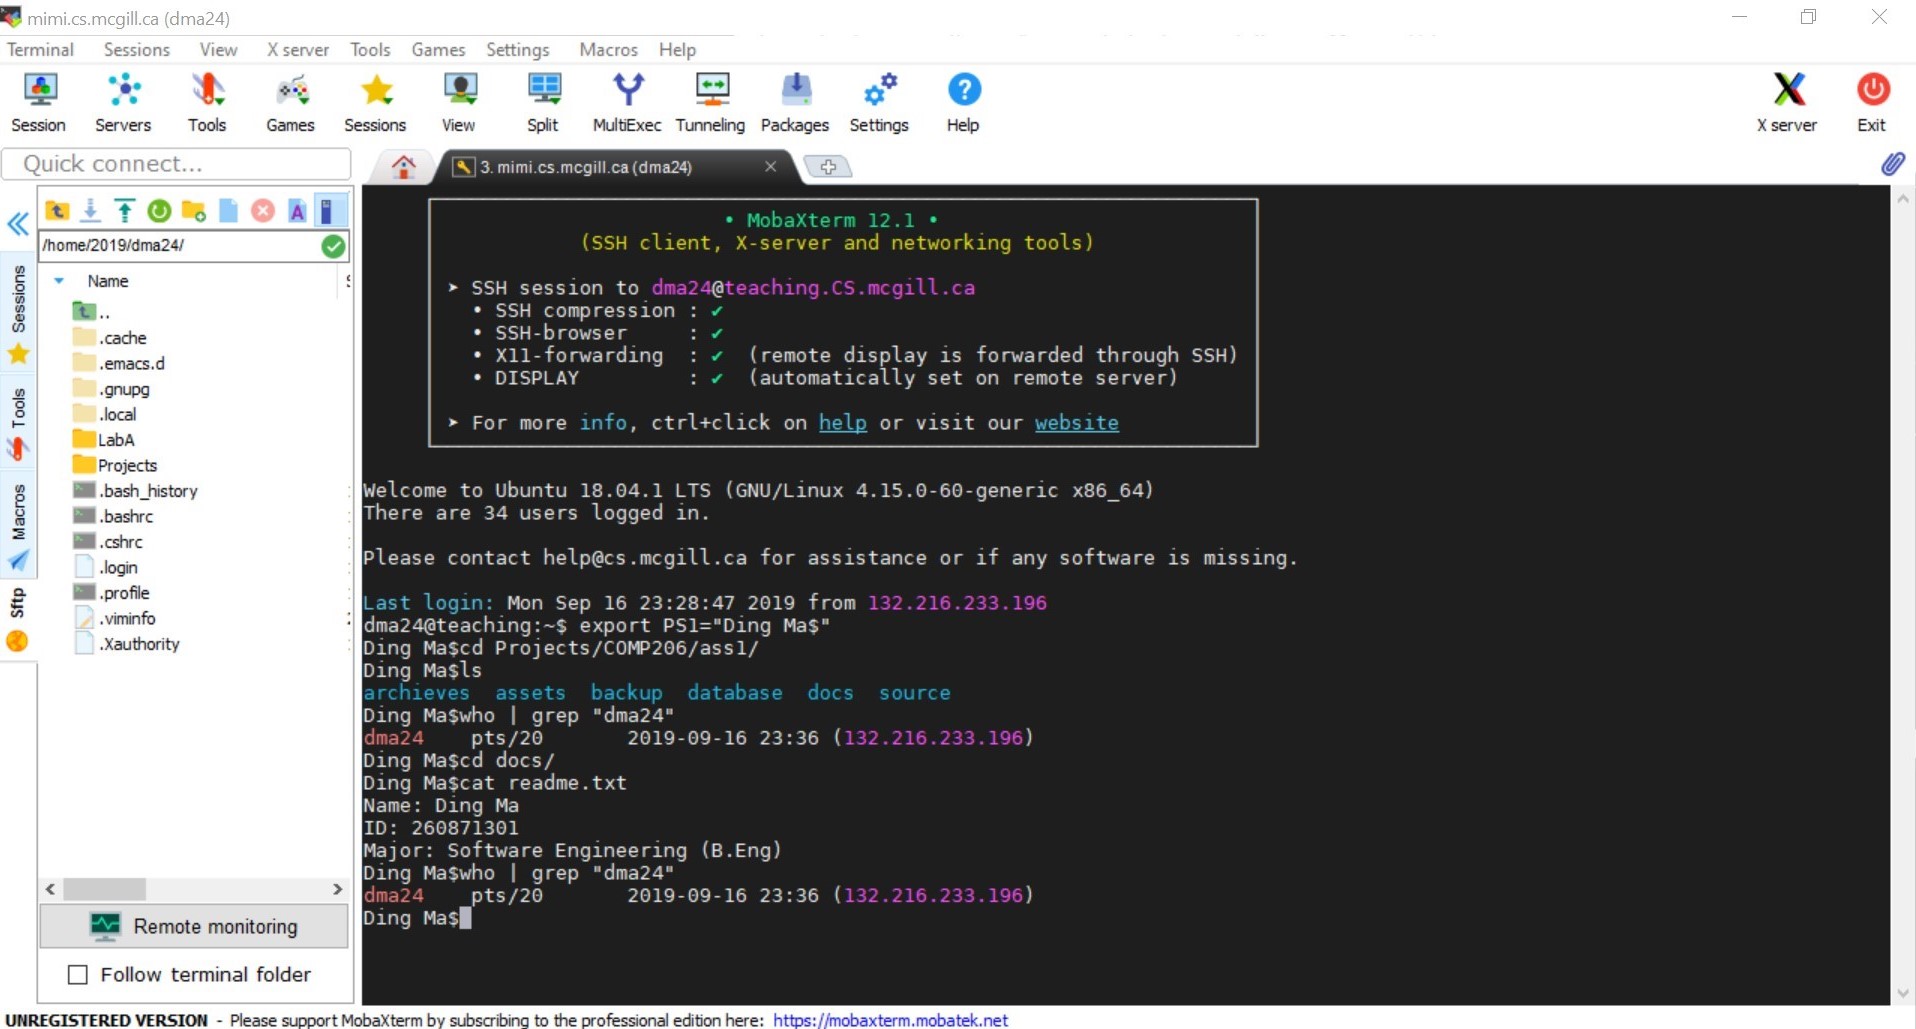 mimi.cs.mcgill.ca (dma24)
Terminal Sessions View X server Tools Games Settings Macros Help
Session Servers Tools Games Sessions View Split MultiExec Tunneling Packages Settings Help X server Exit
Quick connect...
3. mimi.cs.mcgill.ca (dma24)
/home/2019/dma24/
Name
..
.cache
.emacs.d
.gnupg
.local
LabA
Projects
.bash_history
.bashrc
.cshrc
.login
.profile
.viminfo
.Xauthority
Sessions
Tools
Macros
Sftp
Remote monitoring
Follow terminal folder
• MobaXterm 12.1 •
(SSH client, X-server and networking tools)
➤ SSH session to dma24@teaching.CS.mcgill.ca
• SSH compression : ✔
• SSH-browser : ✔
• X11-forwarding : ✔ (remote display is forwarded through SSH)
• DISPLAY : ✔ (automatically set on remote server)
➤ For more info, ctrl+click on help or visit our website
Welcome to Ubuntu 18.04.1 LTS (GNU/Linux 4.15.0-60-generic x86_64)
There are 34 users logged in.
Please contact help@cs.mcgill.ca for assistance or if any software is missing.
Last login: Mon Sep 16 23:28:47 2019 from 132.216.233.196
dma24@teaching:~$ export PS1="Ding Ma$"
Ding Ma$cd Projects/COMP206/ass1/
Ding Ma$ls
archieves assets backup database docs source
Ding Ma$who | grep "dma24"
dma24 pts/20 2019-09-16 23:36 (132.216.233.196)
Ding Ma$cd docs/
Ding Ma$cat readme.txt
Name: Ding Ma
ID: 260871301
Major: Software Engineering (B.Eng)
Ding Ma$who | grep "dma24"
dma24 pts/20 2019-09-16 23:36 (132.216.233.196)
Ding Ma$
UNREGISTERED VERSION - Please support MobaXterm by subscribing to the professional edition here: https://mobaxterm.mobatek.net